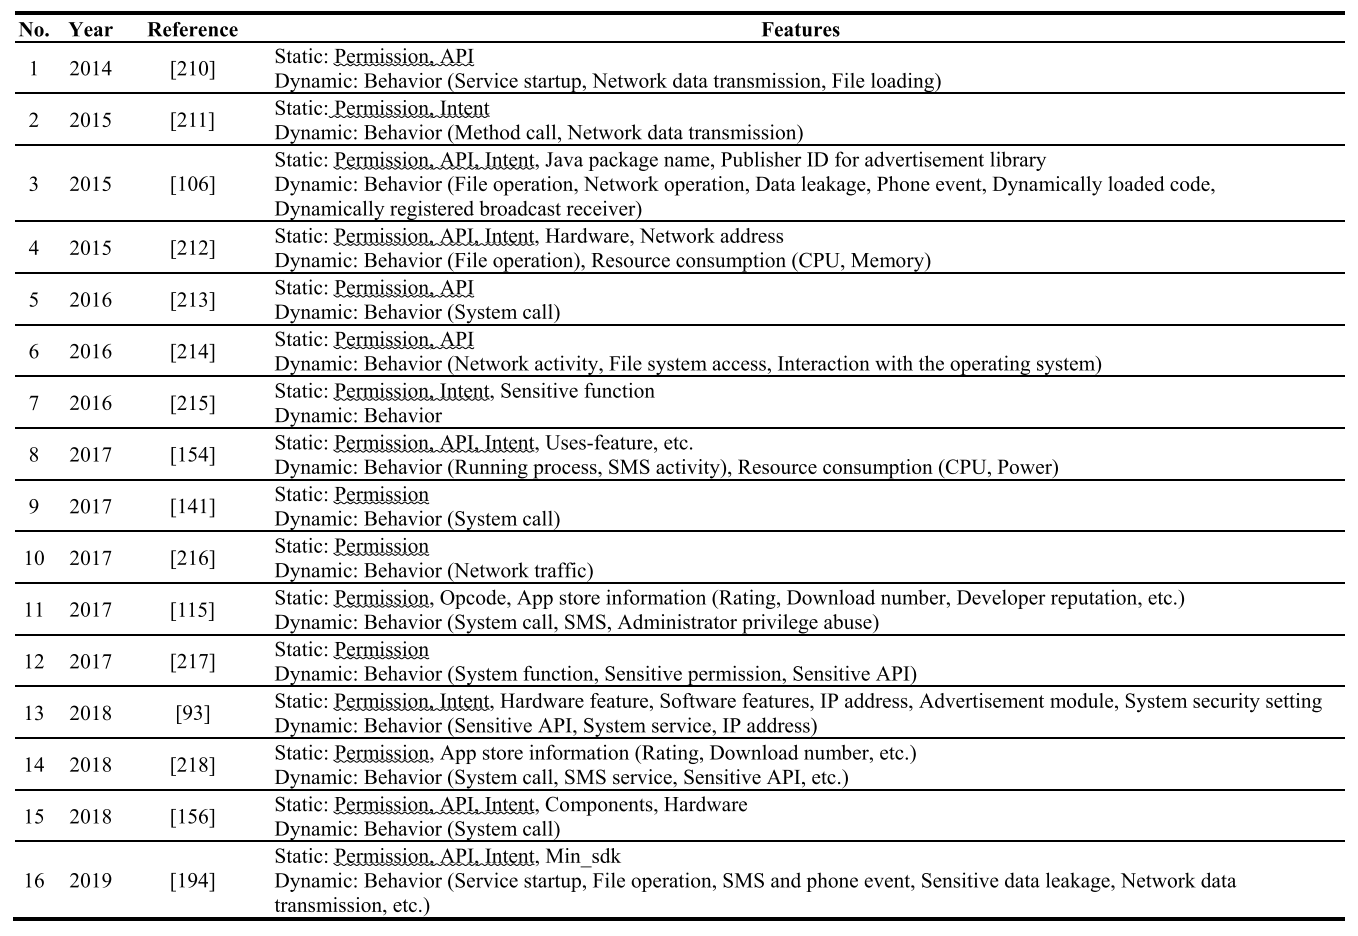 No. Year Reference Features
1 2014 [210] Static: Permission, API
Dynamic: Behavior (Service startup, Network data transmission, File loading)
2 2015 [211] Static: Permission, Intent
Dynamic: Behavior (Method call, Network data transmission)
3 2015 [106] Static: Permission, API, Intent, Java package name, Publisher ID for advertisement library
Dynamic: Behavior (File operation, Network operation, Data leakage, Phone event, Dynamically loaded code,
Dynamically registered broadcast receiver)
4 2015 [212] Static: Permission, API, Intent, Hardware, Network address
Dynamic: Behavior (File operation), Resource consumption (CPU, Memory)
5 2016 [213] Static: Permission, API
Dynamic: Behavior (System call)
6 2016 [214] Static: Permission, API
Dynamic: Behavior (Network activity, File system access, Interaction with the operating system)
7 2016 [215] Static: Permission, Intent, Sensitive function
Dynamic: Behavior
8 2017 [154] Static: Permission, API, Intent, Uses-feature, etc.
Dynamic: Behavior (Running process, SMS activity), Resource consumption (CPU, Power)
9 2017 [141] Static: Permission
Dynamic: Behavior (System call)
10 2017 [216] Static: Permission
Dynamic: Behavior (Network traffic)
11 2017 [115] Static: Permission, Opcode, App store information (Rating, Download number, Developer reputation, etc.)
Dynamic: Behavior (System call, SMS, Administrator privilege abuse)
12 2017 [217] Static: Permission
Dynamic: Behavior (System function, Sensitive permission, Sensitive API)
13 2018 [93] Static: Permission, Intent, Hardware feature, Software features, IP address, Advertisement module, System security setting
Dynamic: Behavior (Sensitive API, System service, IP address)
14 2018 [218] Static: Permission, App store information (Rating, Download number, etc.)
Dynamic: Behavior (System call, SMS service, Sensitive API, etc.)
15 2018 [156] Static: Permission, API, Intent, Components, Hardware
Dynamic: Behavior (System call)
16 2019 [194] Static: Permission, API, Intent, Min_sdk
Dynamic: Behavior (Service startup, File operation, SMS and phone event, Sensitive data leakage, Network data
transmission, etc.)